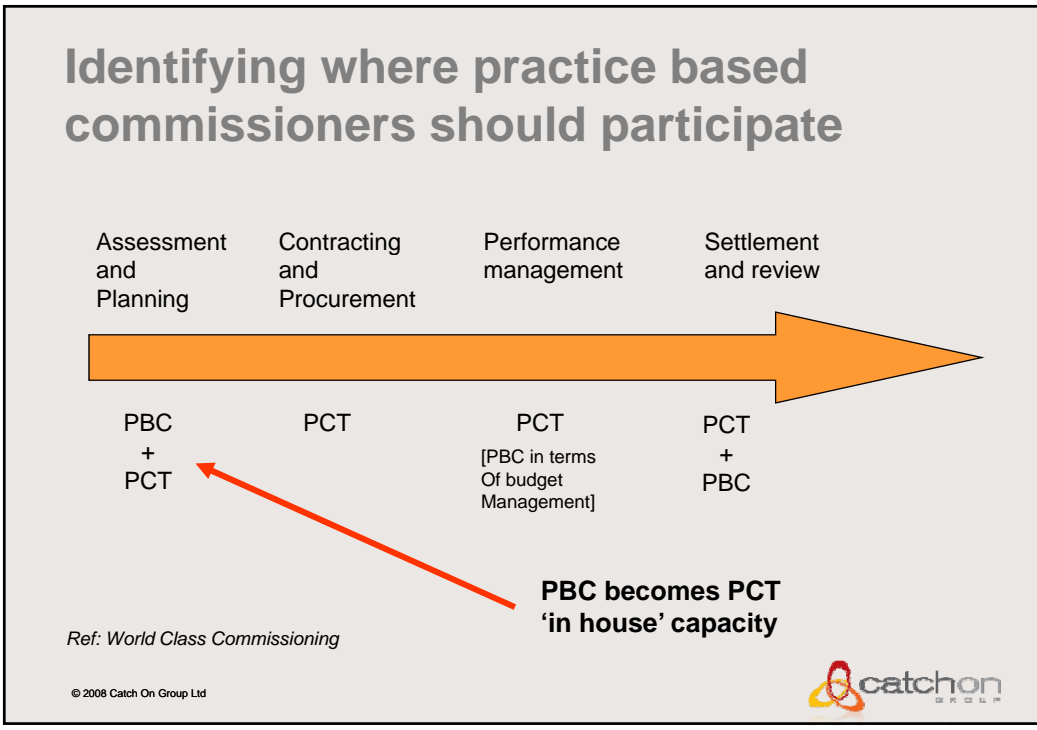 Identifying where practice based
commissioners should participate
Assessment
and
Planning
Contracting
and
Procurement
Performance
management
Settlement
and review
PBC
+
PCT
PCT
PCT
[PBC in terms
Of budget
Management]
PCT
+
PBC
PBC becomes PCT
‘in house’ capacity
Ref: World Class Commissioning
© 2008 Catch On Group Ltd
catchon
GROUP